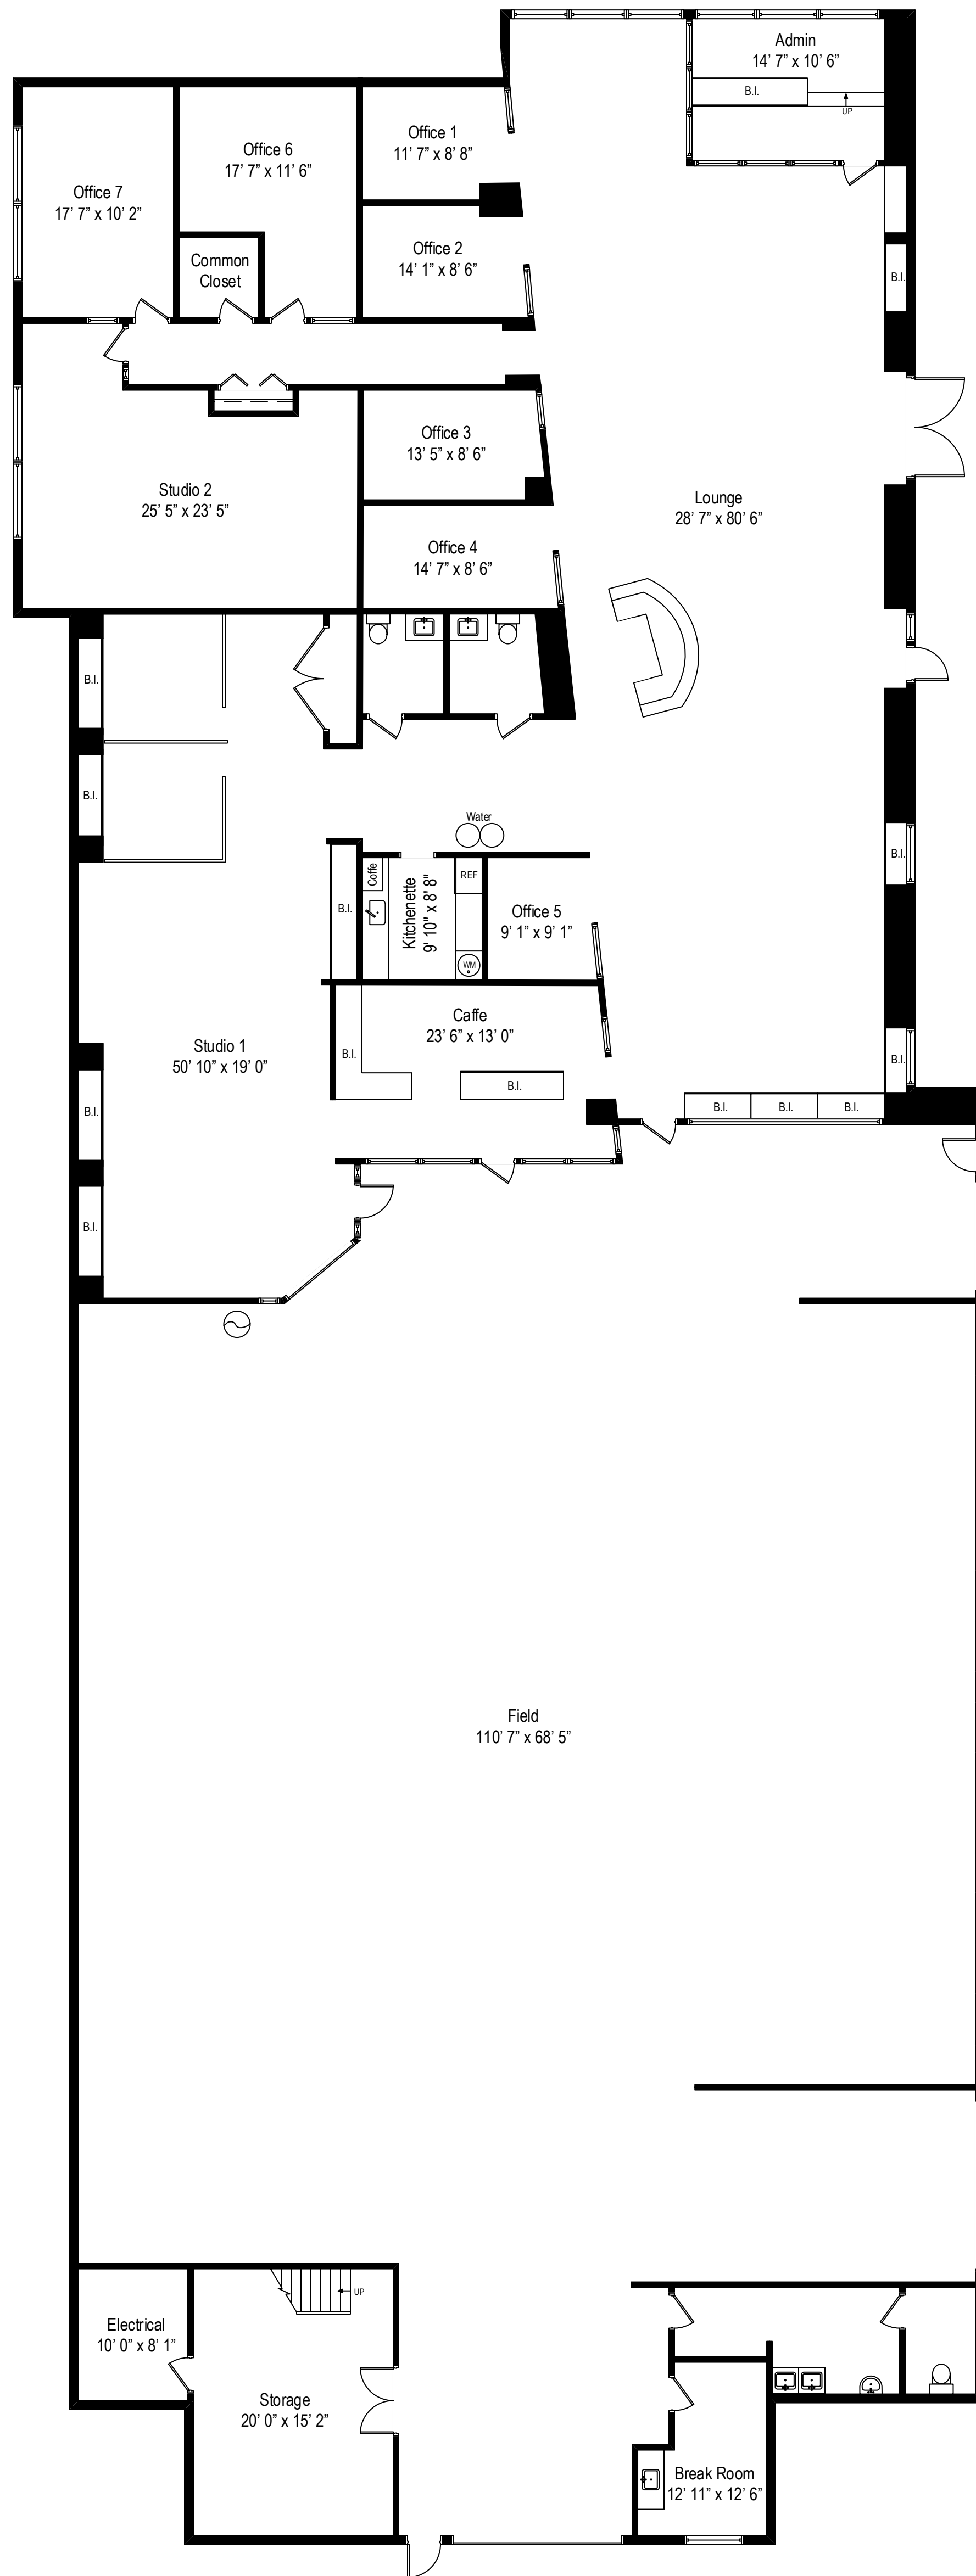 Admin
14' 7” x 10' 6”
B.I.
UP
Office 1
11' 7” x 8' 8”
Office 6
17' 7” x 11' 6”
Office 7
17' 7” x 10' 2”
Office 2
14' 1” x 8' 6”
Common
Closet
B.I.
Office 3
13' 5” x 8' 6”
Studio 2
25' 5” x 23' 5”
Lounge
28' 7” x 80' 6”
Office 4
14' 7” x 8' 6”
B.I.
B.I.
Water
B.I.
Coffe
REF
Kitchenette
9' 10" x 8' 8"
B.I.
Office 5
9' 1” x 9' 1”
WM
Caffe
23' 6” x 13' 0”
Studio 1
50' 10” x 19' 0”
B.I.
B.I.
B.I.
B.I.
B.I.
B.I.
B.I.
B.I.
B.I.
Field
110' 7” x 68' 5”
UP
Electrical
10' 0” x 8' 1”
Storage
20' 0” x 15' 2”
Break Room
12' 11” x 12' 6”